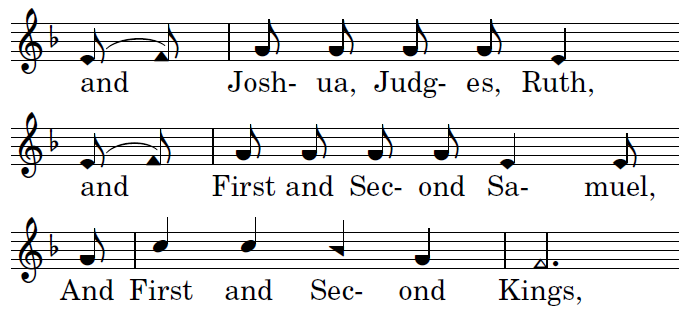 and Josh- ua, Judg- es, Ruth,
and First and Sec- ond Sa- muel,
And First and Sec- ond Kings,